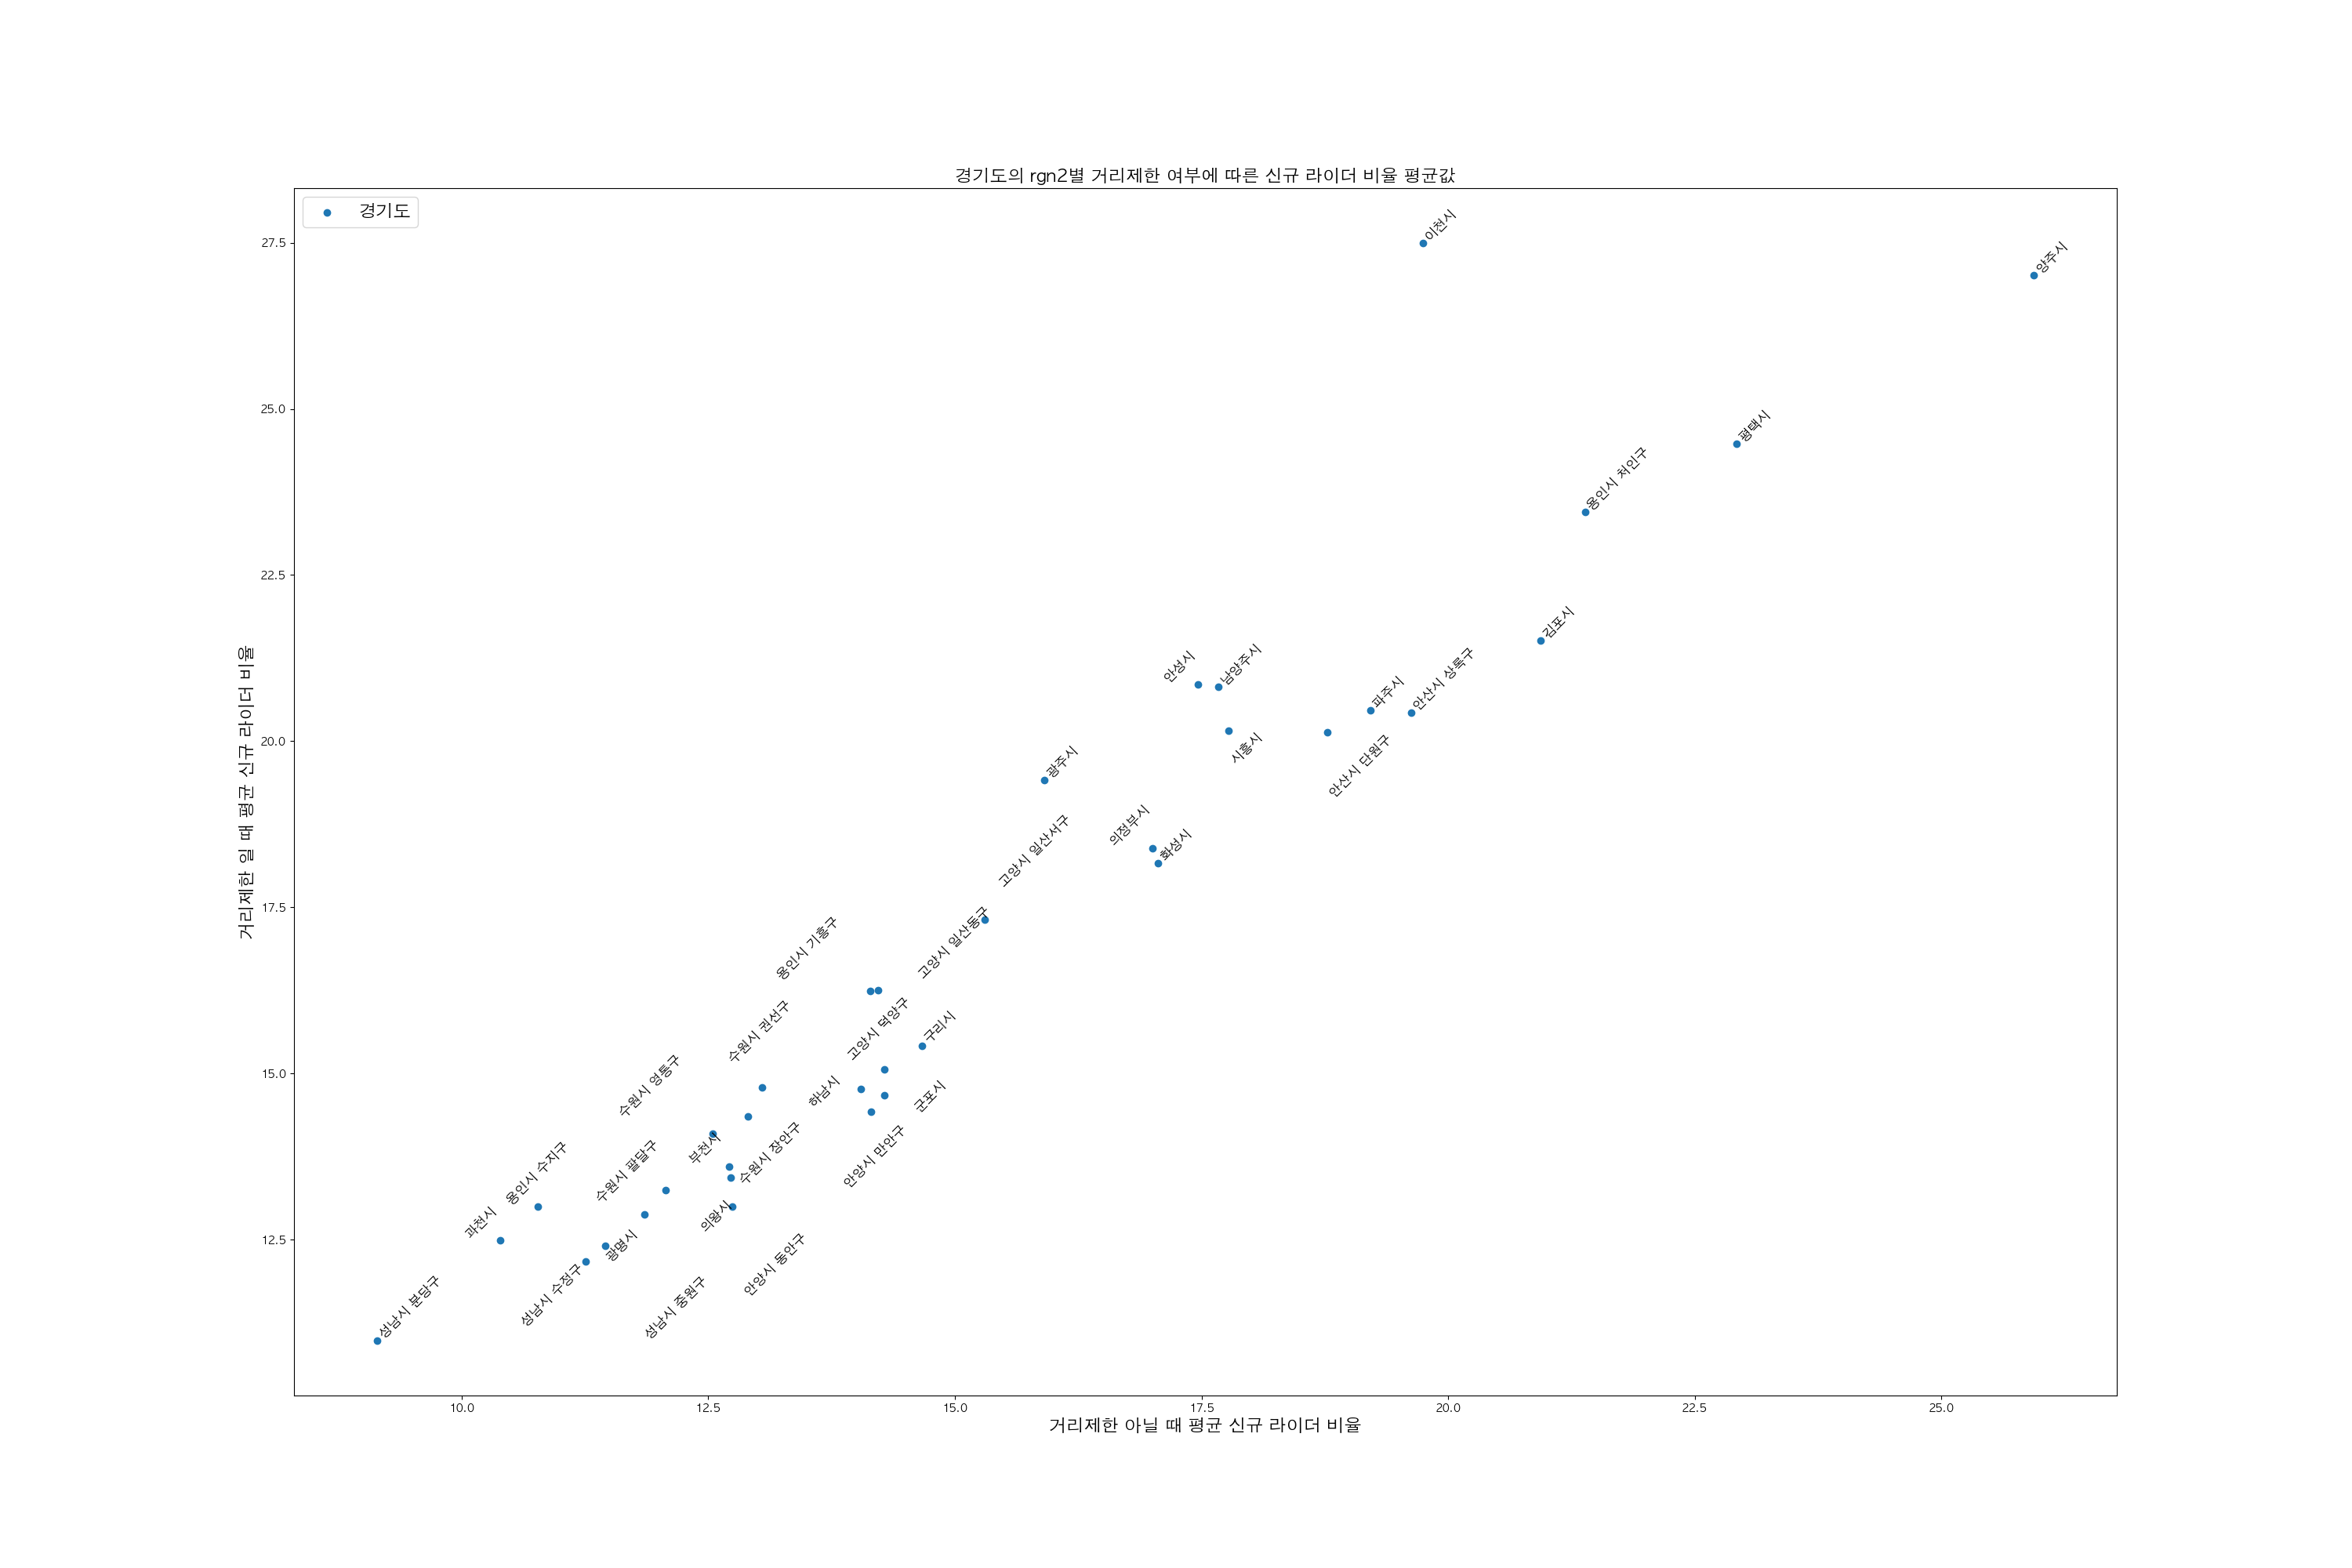 경기도의 rgn2별 거리제한 여부에 따른 신규 라이더 비율 평균값
경기도
27.5
25.0
22.5
20.0
17.5
15.0
12.5
거리제한 일 때 평균 신규 라이더 비율
이천시
양주시
평택시
용인시 처인구
김포시
안성시
남양주시
안산시 상록구
파주시
시흥시
안산시 단원구
광주시
의정부시
화성시
고양시 일산서구
고양시 일산동구
용인시 기흥구
수원시 권선구
고양시 덕양구
구리시
수원시 영통구
하남시
군포시
부천시
수원시 장안구
안양시 만안구
용인시 수지구
수원시 팔달구
과천시
의왕시
광명시
성남시 분당구
성남시 수정구
성남시 중원구
안양시 동안구
10.0
12.5
15.0
17.5
20.0
22.5
25.0
거리제한 아닐 때 평균 신규 라이더 비율